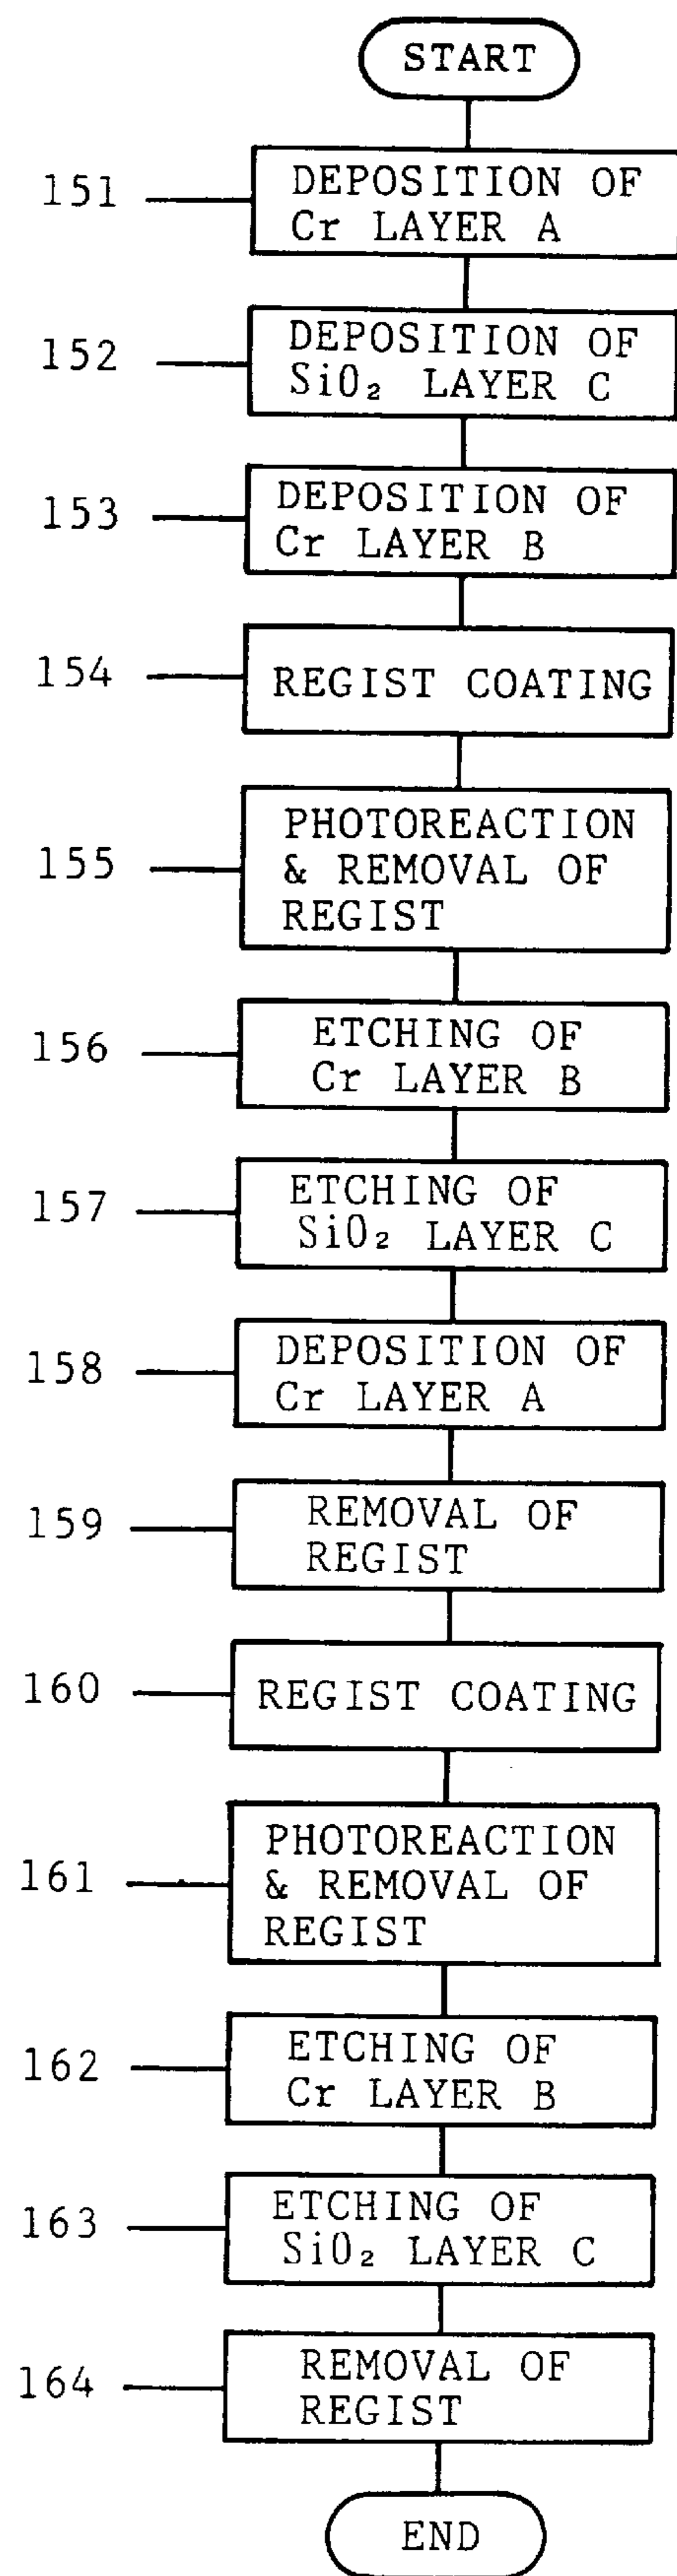 START
151
DEPOSITION OF
Cr LAYER A
152
DEPOSITION OF
SiO₂ LAYER C
153
DEPOSITION OF
Cr LAYER B
154
REGIST COATING
155
PHOTOREACTION
& REMOVAL OF
REGIST
156
ETCHING OF
Cr LAYER B
157
ETCHING OF
SiO₂ LAYER C
158
DEPOSITION OF
Cr LAYER A
159
REMOVAL OF
REGIST
160
REGIST COATING
161
PHOTOREACTION
& REMOVAL OF
REGIST
162
ETCHING OF
Cr LAYER B
163
ETCHING OF
SiO₂ LAYER C
164
REMOVAL OF
REGIST
END